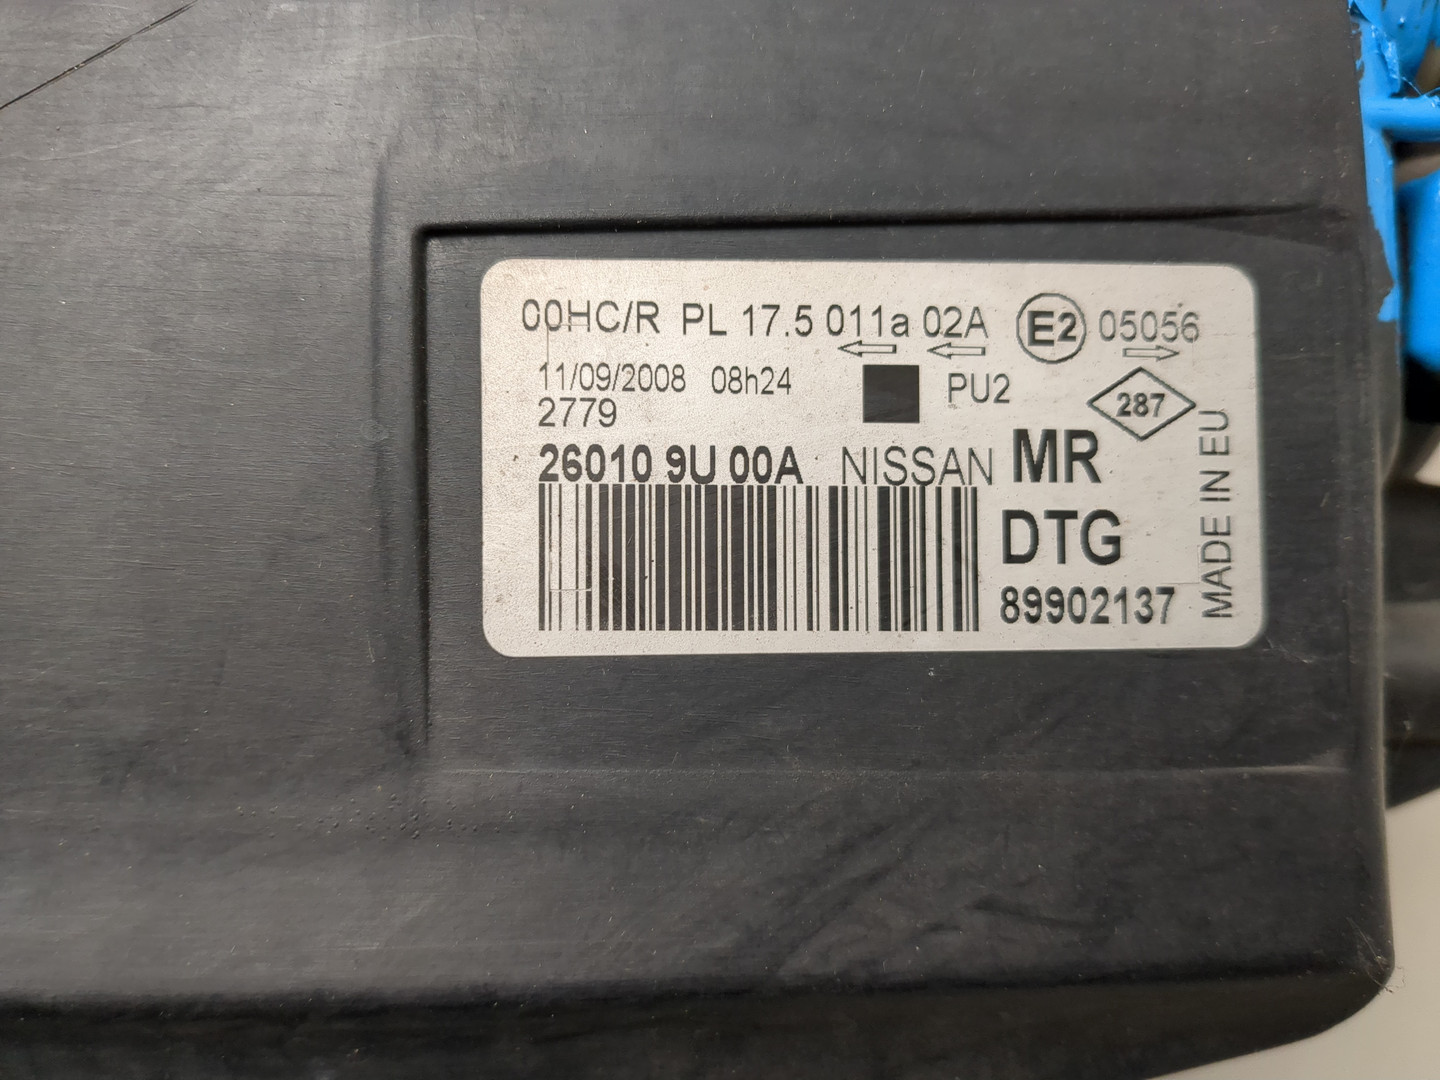 00HC/R PL 17.5 011a 02A E2 05056
11/09/2008 08h24 PU2 287
2779
26010 9U 00A NISSAN MR
DTG
89902137
MADE IN EU